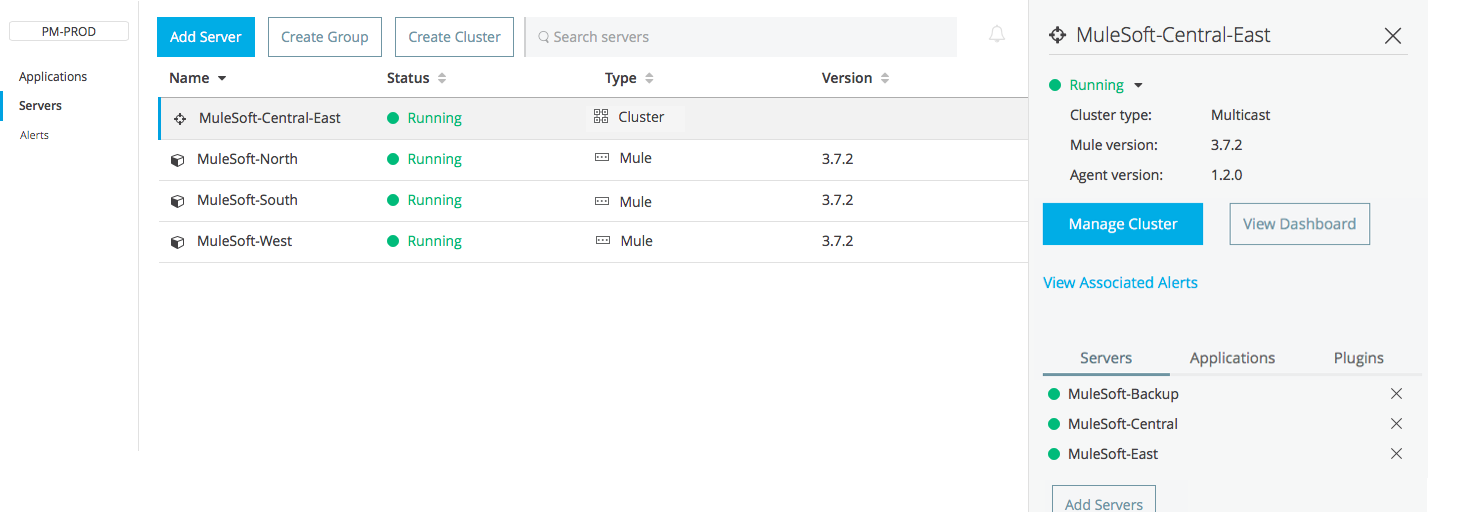 PM-PROD
Applications
Servers
Alerts
Add Server Create Group Create Cluster Search servers
Name Status Type Version
MuleSoft-Central-East Running Cluster
MuleSoft-North Running Mule 3.7.2
MuleSoft-South Running Mule 3.7.2
MuleSoft-West Running Mule 3.7.2
MuleSoft-Central-East
Running
Cluster type: Multicast
Mule version: 3.7.2
Agent version: 1.2.0
Manage Cluster View Dashboard
View Associated Alerts
Servers Applications Plugins
MuleSoft-Backup
MuleSoft-Central
MuleSoft-East
Add Servers